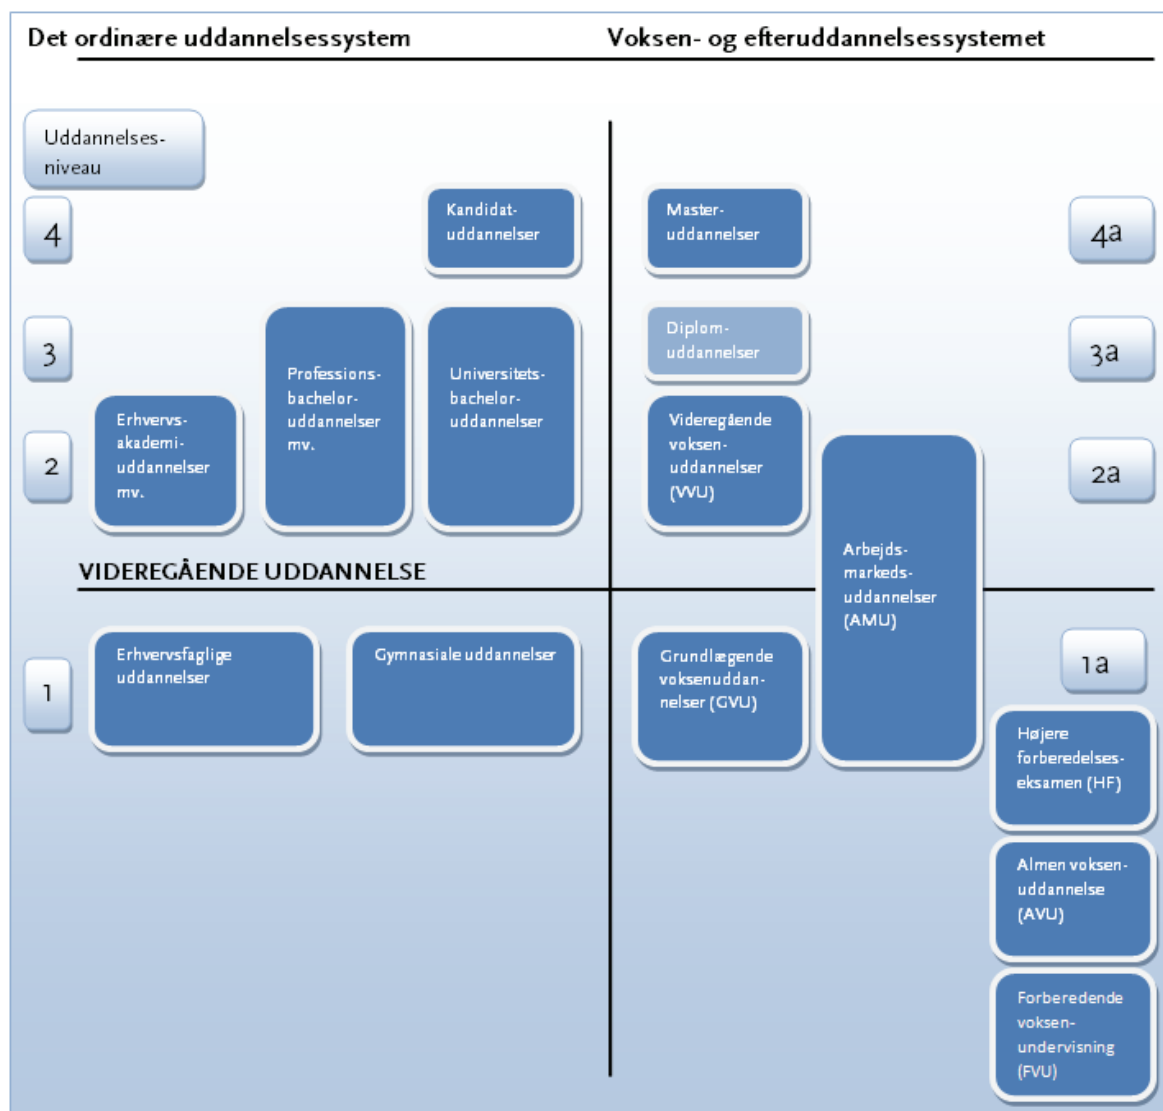 Det ordinære uddannelsessystem
Voksen- og efteruddannelsessystemet
Uddannelses-
niveau
4
Kandidat-
uddannelser
Master-
uddannelser
4a
3
Professions-
bachelor-
uddannelser
mv.
Universitets-
bachelor-
uddannelser
Diplom-
uddannelser
3a
2
Erhvervs-
akademi-
uddannelser
mv.
Videregående
voksen-
uddannelser
(VVU)
2a
Arbejds-
markeds-
uddannelser
(AMU)
VIDEREGÅENDE UDDANNELSE
1
Erhvervsfaglige
uddannelser
Gymnasiale uddannelser
Grundlægende
voksenuddan-
nelser (GVU)
1a
Højere
forberedelses-
eksamen (HF)
Almen voksen-
uddannelse
(AVU)
Forberedende
voksen-
undervisning
(FVU)